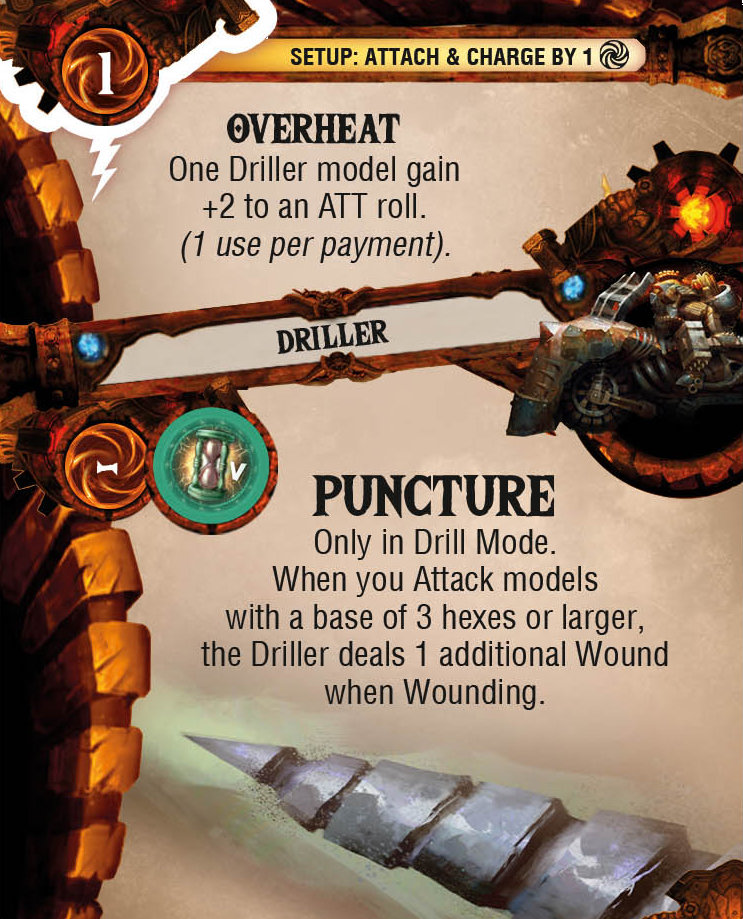 1
SETUP: ATTACH & CHARGE BY 1
OVERHEAT
One Driller model gain
+2 to an ATT roll.
(1 use per payment).
DRILLER
-
V
PUNCTURE
Only in Drill Mode.
When you Attack models
with a base of 3 hexes or larger,
the Driller deals 1 additional Wound
when Wounding.